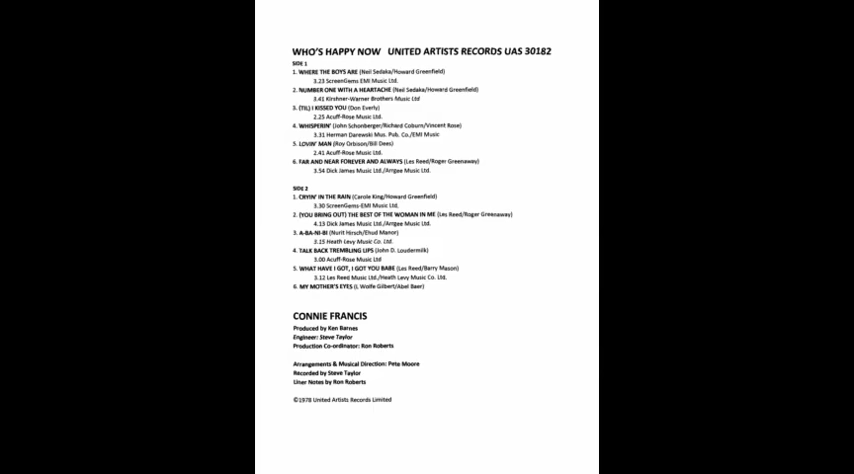 WHO'S HAPPY NOW UNITED ARTISTS RECORDS UAS 30182
SIDE 1
1. WHERE THE BOYS ARE (Neil Sedaka/Howard Greenfield)
3.23 ScreenGems EMI Music Ltd.
2. NUMBER ONE WITH A HEARTACHE (Neil Sedaka/Howard Greenfield)
3.41 Kirshner-Warner Brothers Music Ltd
3. (TIL) I KISSED YOU (Don Everly)
2.25 Acuff-Rose Music Ltd.
4. WHISPERIN' (John Schonberger/Richard Coburn/Vincent Rose)
3.31 Herman Darewski Mus. Pub. Co./EMI Music
5. LOVIN' MAN (Roy Orbison/Bill Dees)
2.41 Acuff-Rose Music Ltd.
6. FAR AND NEAR FOREVER AND ALWAYS (Les Reed/Roger Greenaway)
3.54 Dick James Music Ltd./Arrgee Music Ltd.
SIDE 2
1. CRYIN' IN THE RAIN (Carole King/Howard Greenfield)
3.30 ScreenGems-EMI Music Ltd.
2. (YOU BRING OUT) THE BEST OF THE WOMAN IN ME (Les Reed/Roger Greenaway)
4.13 Dick James Music Ltd./Arrgee Music Ltd.
3. A-BA-NI-BI (Nurit Hirsch/Ehud Manor)
3.15 Heath Levy Music Co. Ltd.
4. TALK BACK TREMBLING LIPS (John D. Loudermilk)
3.00 Acuff-Rose Music Ltd
5. WHAT HAVE I GOT, I GOT YOU BABE (Les Reed/Barry Mason)
3.12 Les Reed Music Ltd./Heath Levy Music Co. Ltd.
6. MY MOTHER'S EYES (L Wolfe Gilbert/Abel Baer)
CONNIE FRANCIS
Produced by Ken Barnes
Engineer: Steve Taylor
Production Co-ordinator: Ron Roberts
Arrangements & Musical Direction: Pete Moore
Recorded by Steve Taylor
Liner Notes by Ron Roberts
©1978 United Artists Records Limited